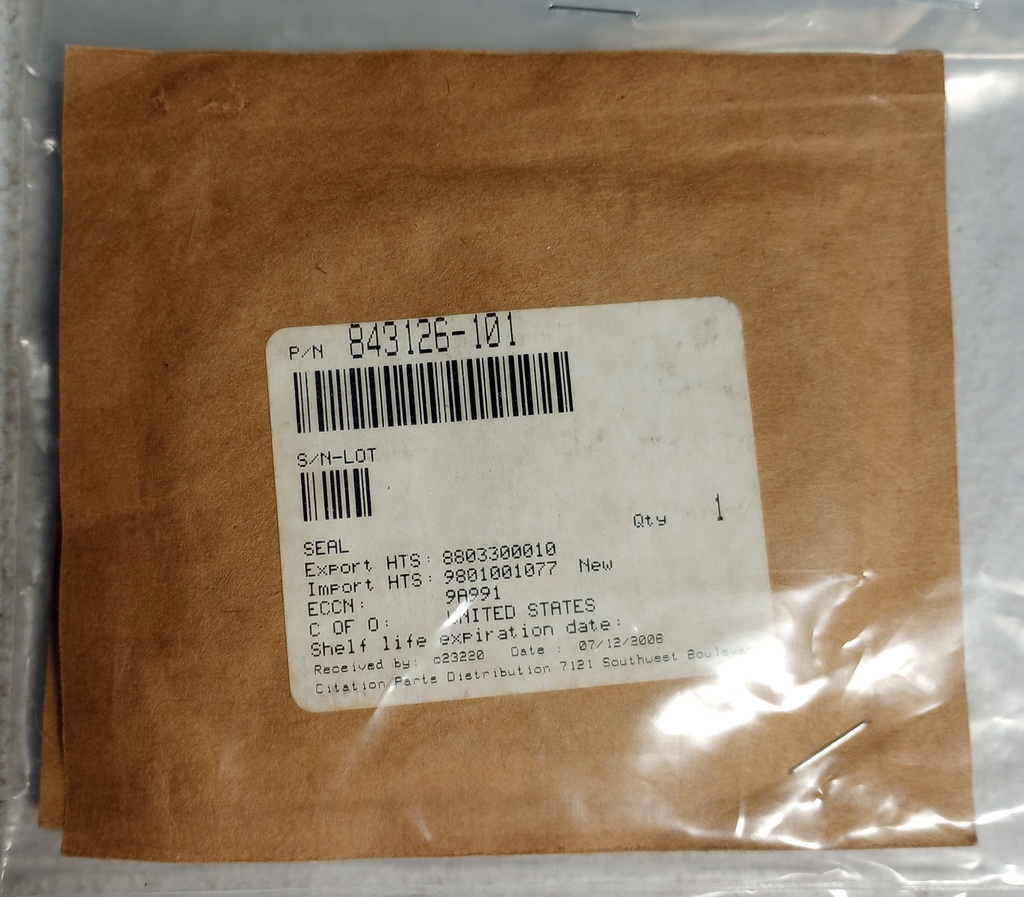 P/N 843126-101
S/N-LOT
Qty 1
SEAL
Export HTS: 8803300010
Import HTS: 9801001077 New
ECCN: 9A991
C OF O: UNITED STATES
Shelf life expiration date:
Received by: c23220 Date : 07/12/2006
Citation Parts Distribution 7121 Southwest Boulevar